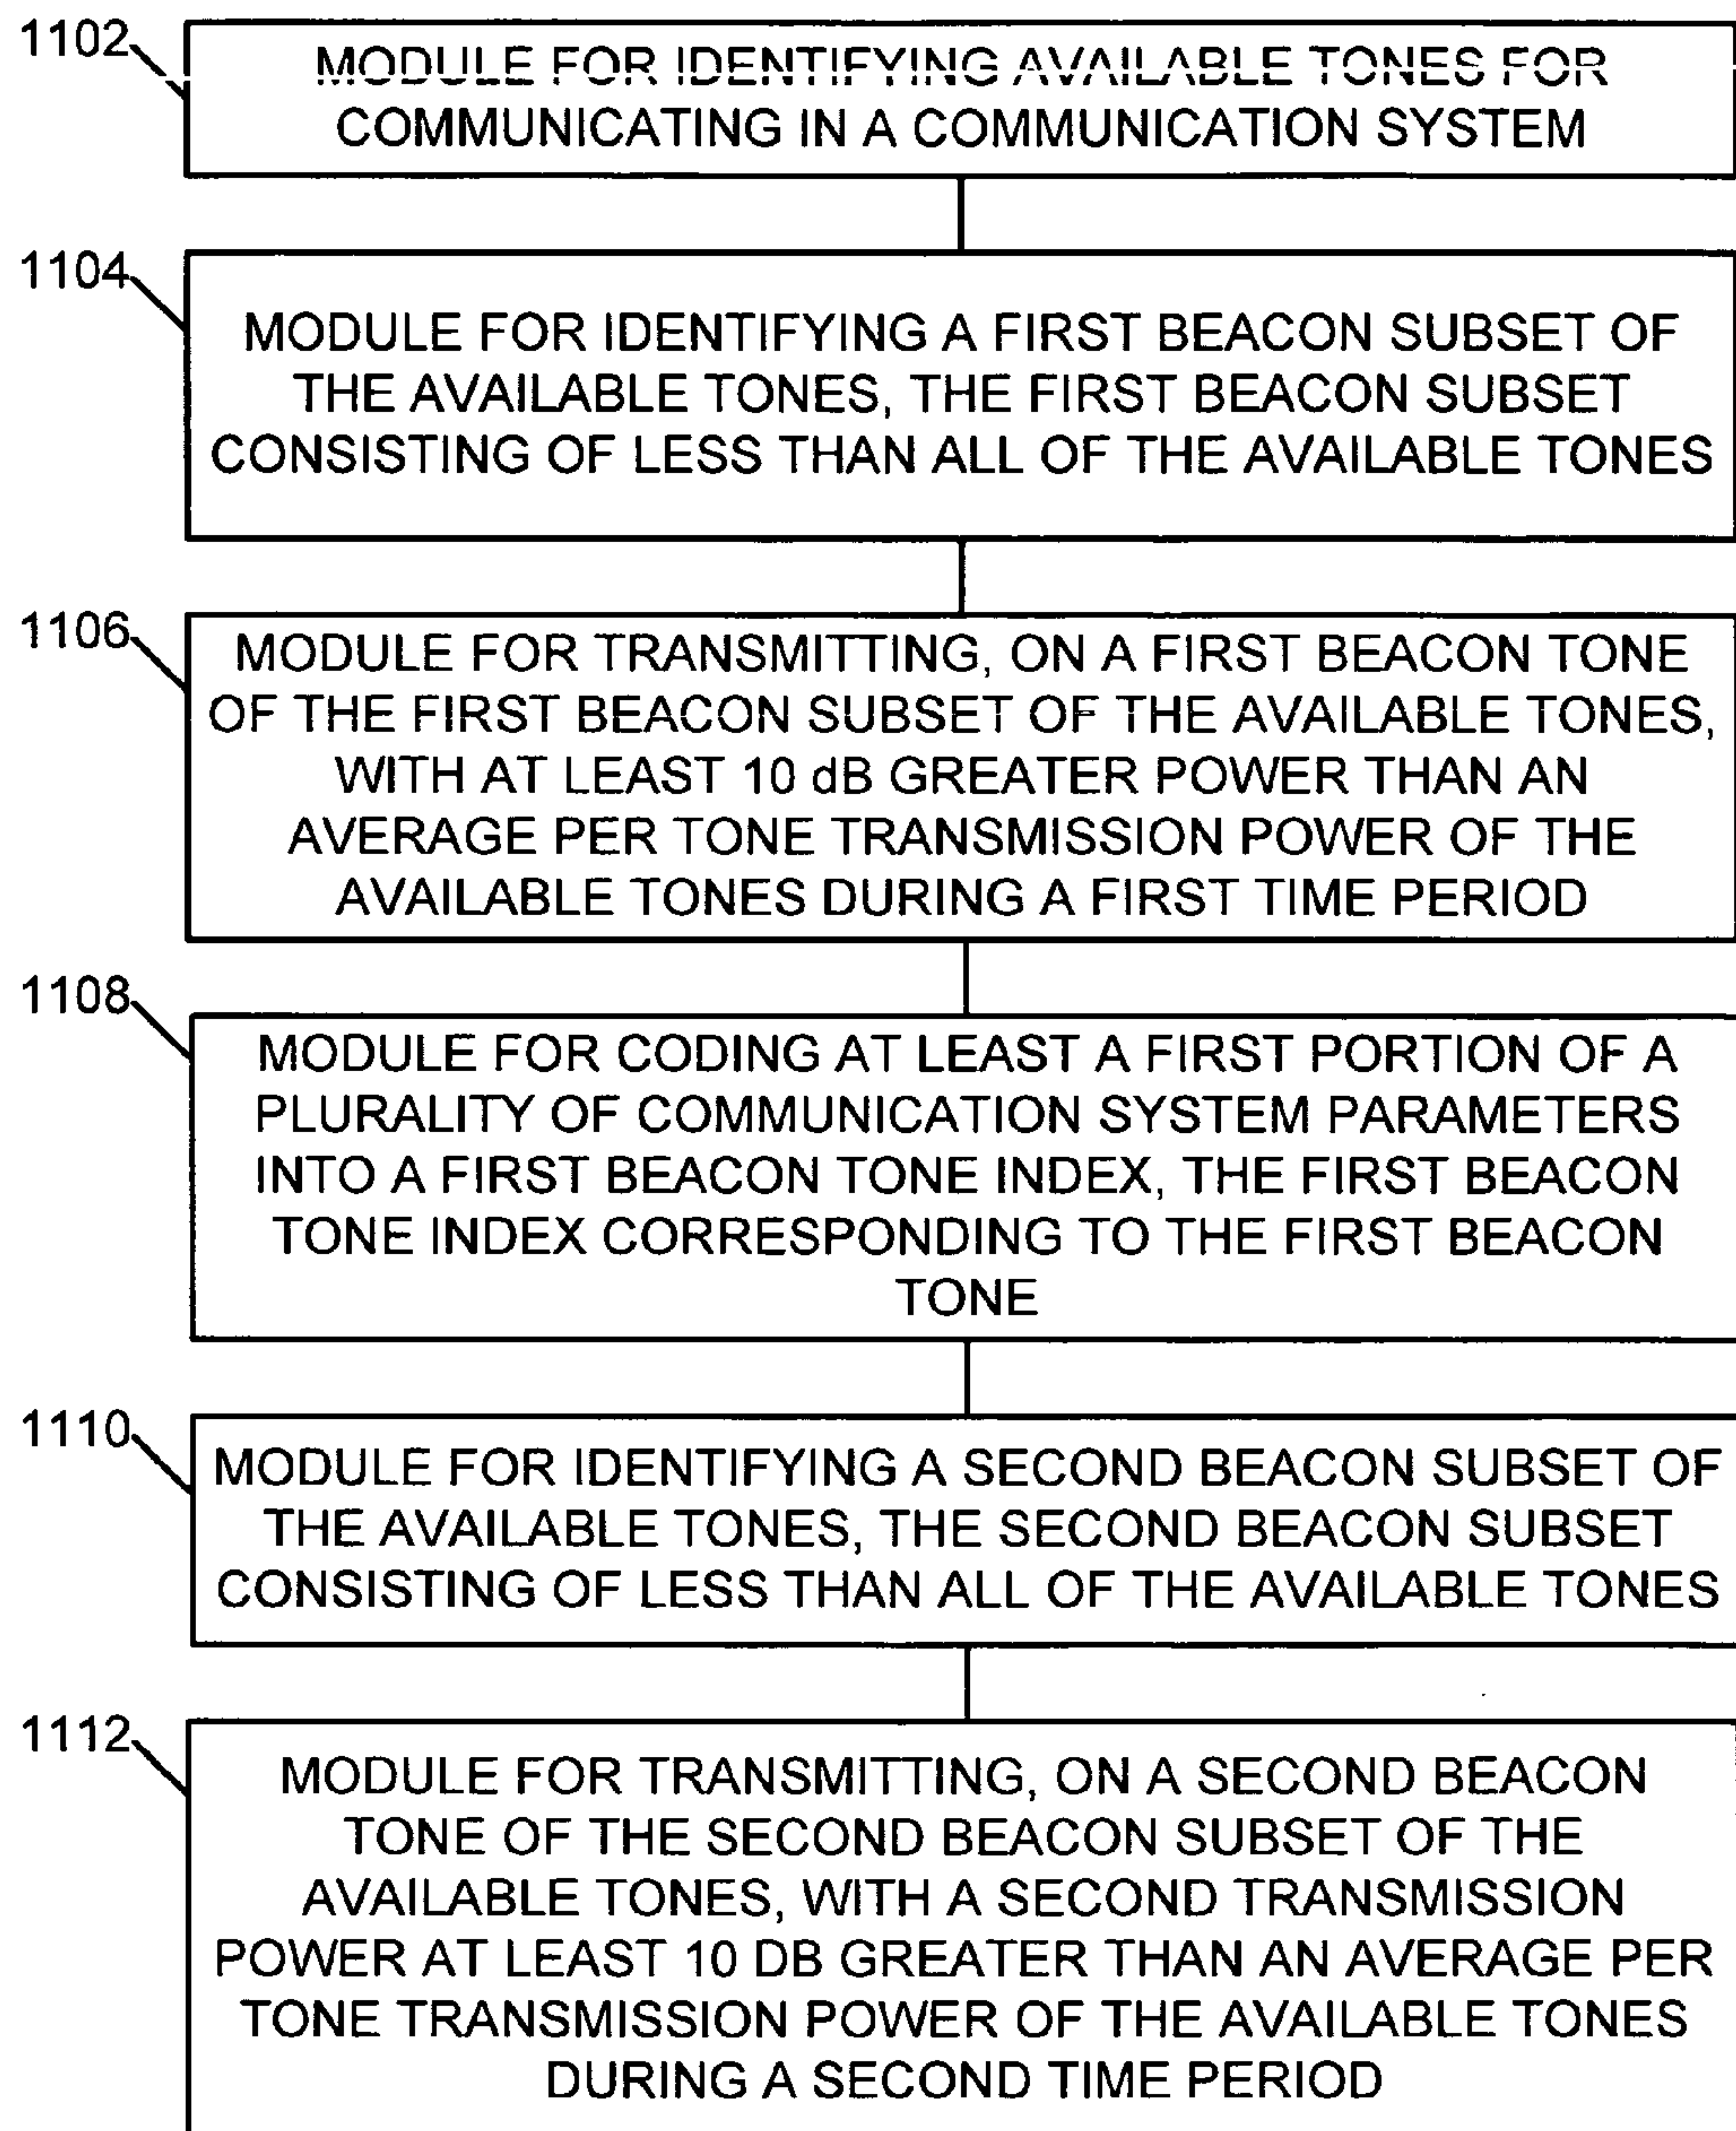 1102
MODULE FOR IDENTIFYING AVAILABLE TONES FOR
COMMUNICATING IN A COMMUNICATION SYSTEM
1104
MODULE FOR IDENTIFYING A FIRST BEACON SUBSET OF
THE AVAILABLE TONES, THE FIRST BEACON SUBSET
CONSISTING OF LESS THAN ALL OF THE AVAILABLE TONES
1106
MODULE FOR TRANSMITTING, ON A FIRST BEACON TONE
OF THE FIRST BEACON SUBSET OF THE AVAILABLE TONES,
WITH AT LEAST 10 dB GREATER POWER THAN AN
AVERAGE PER TONE TRANSMISSION POWER OF THE
AVAILABLE TONES DURING A FIRST TIME PERIOD
1108
MODULE FOR CODING AT LEAST A FIRST PORTION OF A
PLURALITY OF COMMUNICATION SYSTEM PARAMETERS
INTO A FIRST BEACON TONE INDEX, THE FIRST BEACON
TONE INDEX CORRESPONDING TO THE FIRST BEACON
TONE
1110
MODULE FOR IDENTIFYING A SECOND BEACON SUBSET OF
THE AVAILABLE TONES, THE SECOND BEACON SUBSET
CONSISTING OF LESS THAN ALL OF THE AVAILABLE TONES
1112
MODULE FOR TRANSMITTING, ON A SECOND BEACON
TONE OF THE SECOND BEACON SUBSET OF THE
AVAILABLE TONES, WITH A SECOND TRANSMISSION
POWER AT LEAST 10 DB GREATER THAN AN AVERAGE PER
TONE TRANSMISSION POWER OF THE AVAILABLE TONES
DURING A SECOND TIME PERIOD